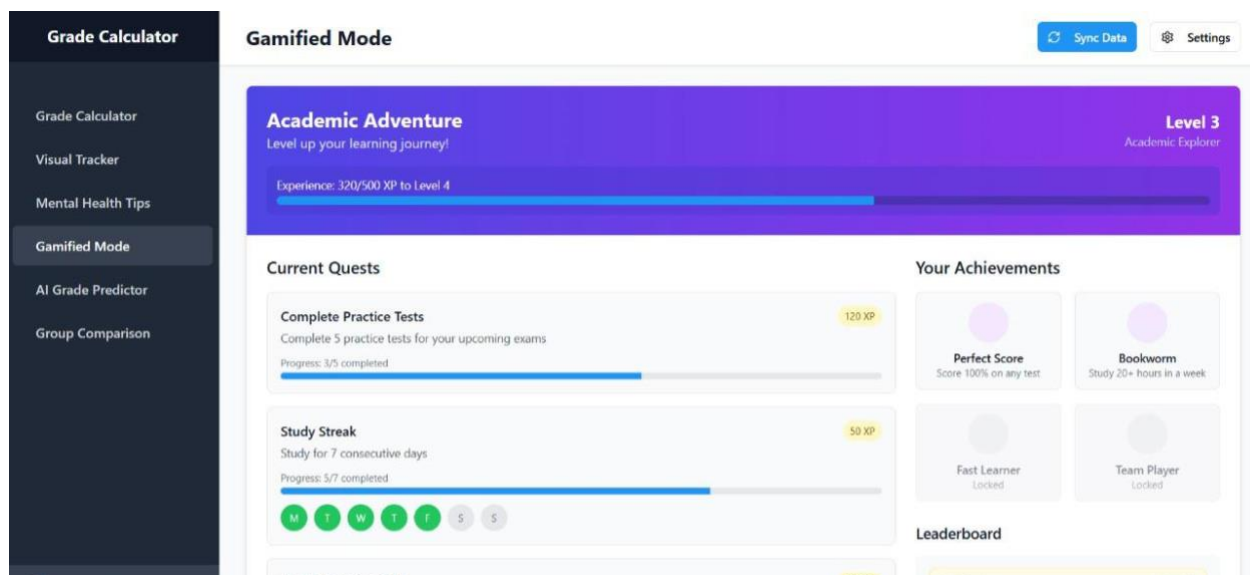 Grade Calculator
Gamified Mode
Sync Data
Settings
Grade Calculator
Visual Tracker
Mental Health Tips
Gamified Mode
AI Grade Predictor
Group Comparison
Academic Adventure
Level up your learning journey!
Level 3
Academic Explorer
Experience: 320/500 XP to Level 4
Current Quests
Complete Practice Tests
120 XP
Complete 5 practice tests for your upcoming exams
Progress: 3/5 completed
Study Streak
50 XP
Study for 7 consecutive days
Progress: 5/7 completed
M T W T F S S
Your Achievements
Perfect Score
Score 100% on any test
Bookworm
Study 20+ hours in a week
Fast Learner
Locked
Team Player
Locked
Leaderboard